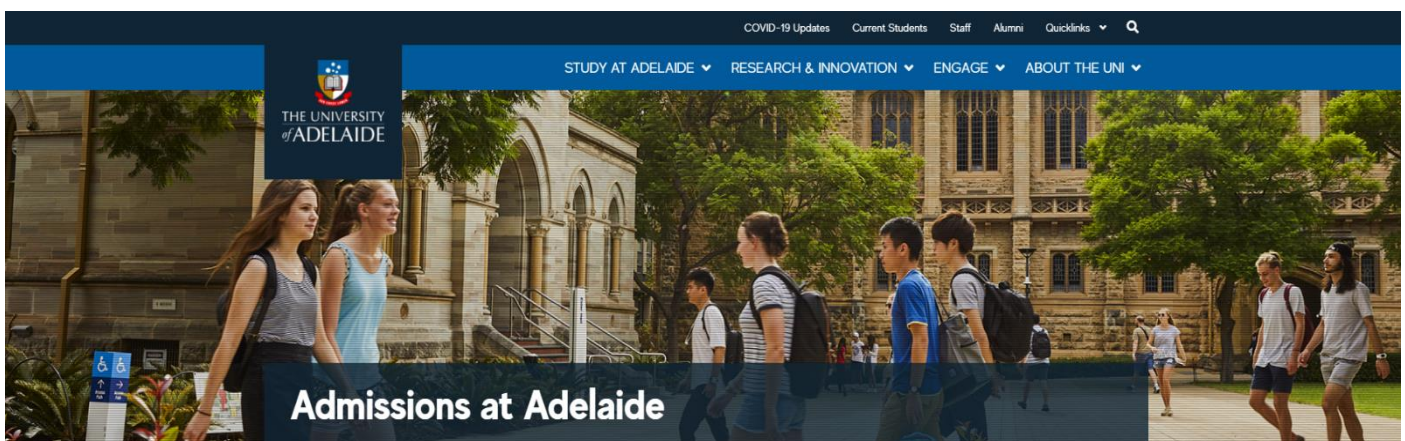 COVID-19 Updates Current Students Staff Alumni Quicklinks
STUDY AT ADELAIDE RESEARCH & INNOVATION ENGAGE ABOUT THE UNI
THE UNIVERSITY
of ADELAIDE
Admissions at Adelaide